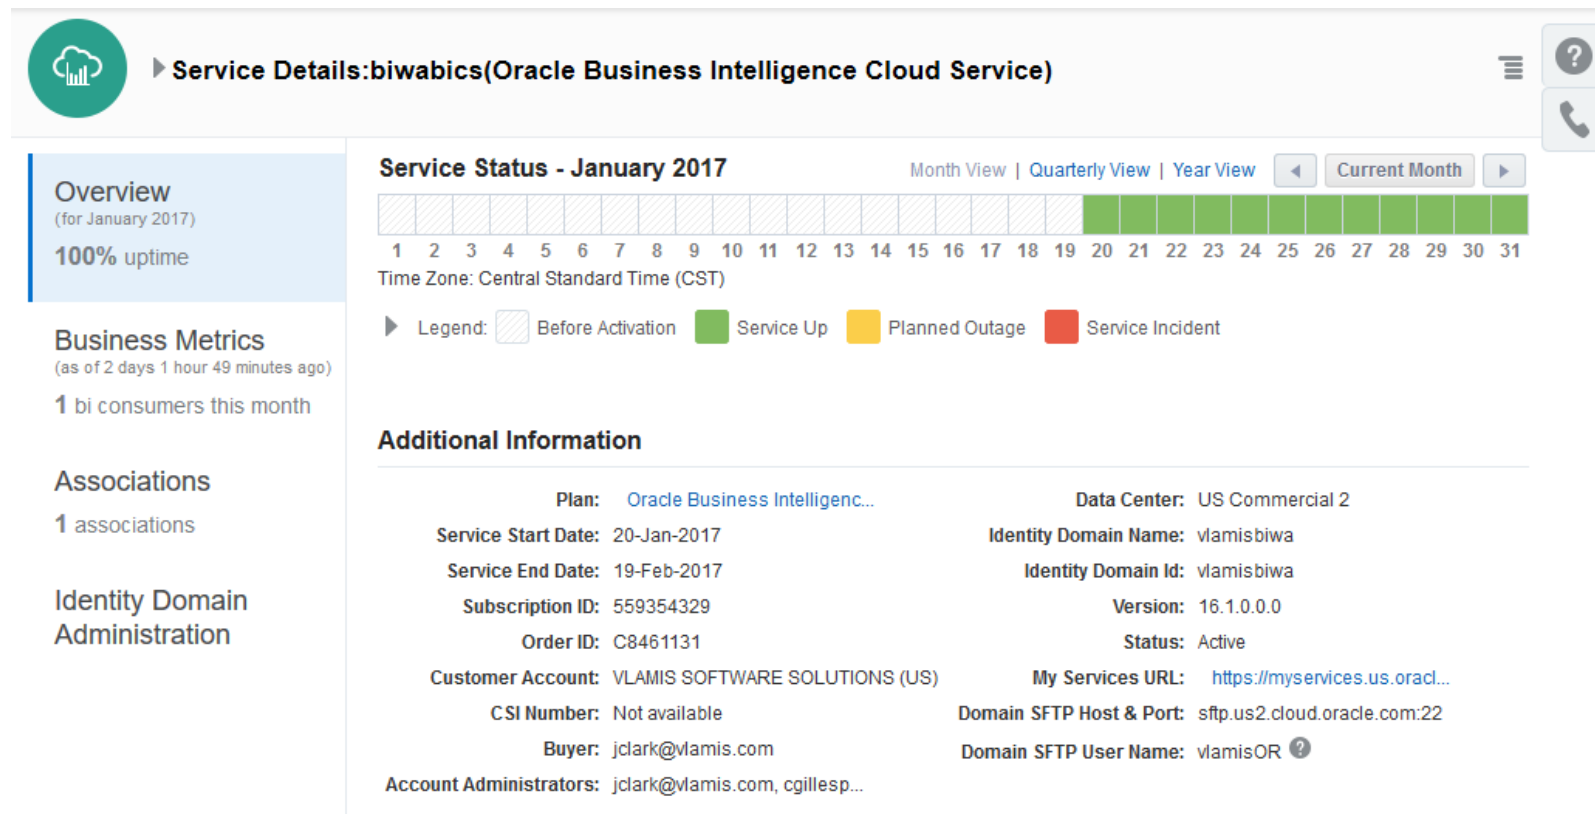 Service Details:biwabics(Oracle Business Intelligence Cloud Service)
Overview
(for January 2017)
100% uptime
Business Metrics
(as of 2 days 1 hour 49 minutes ago)
1 bi consumers this month
Associations
1 associations
Identity Domain
Administration
Service Status - January 2017
Month View | Quarterly View | Year View
Current Month
1 2 3 4 5 6 7 8 9 10 11 12 13 14 15 16 17 18 19 20 21 22 23 24 25 26 27 28 29 30 31
Time Zone: Central Standard Time (CST)
Legend: Before Activation Service Up Planned Outage Service Incident
Additional Information
Plan: Oracle Business Intelligenc...
Service Start Date: 20-Jan-2017
Service End Date: 19-Feb-2017
Subscription ID: 559354329
Order ID: C8461131
Customer Account: VLAMIS SOFTWARE SOLUTIONS (US)
CSI Number: Not available
Buyer: jclark@vlamis.com
Account Administrators: jclark@vlamis.com, cgillesp...
Data Center: US Commercial 2
Identity Domain Name: vlamisbiwa
Identity Domain Id: vlamisbiwa
Version: 16.1.0.0.0
Status: Active
My Services URL: https://myservices.us.oracl...
Domain SFTP Host & Port: sftp.us2.cloud.oracle.com:22
Domain SFTP User Name: vlamisOR ?